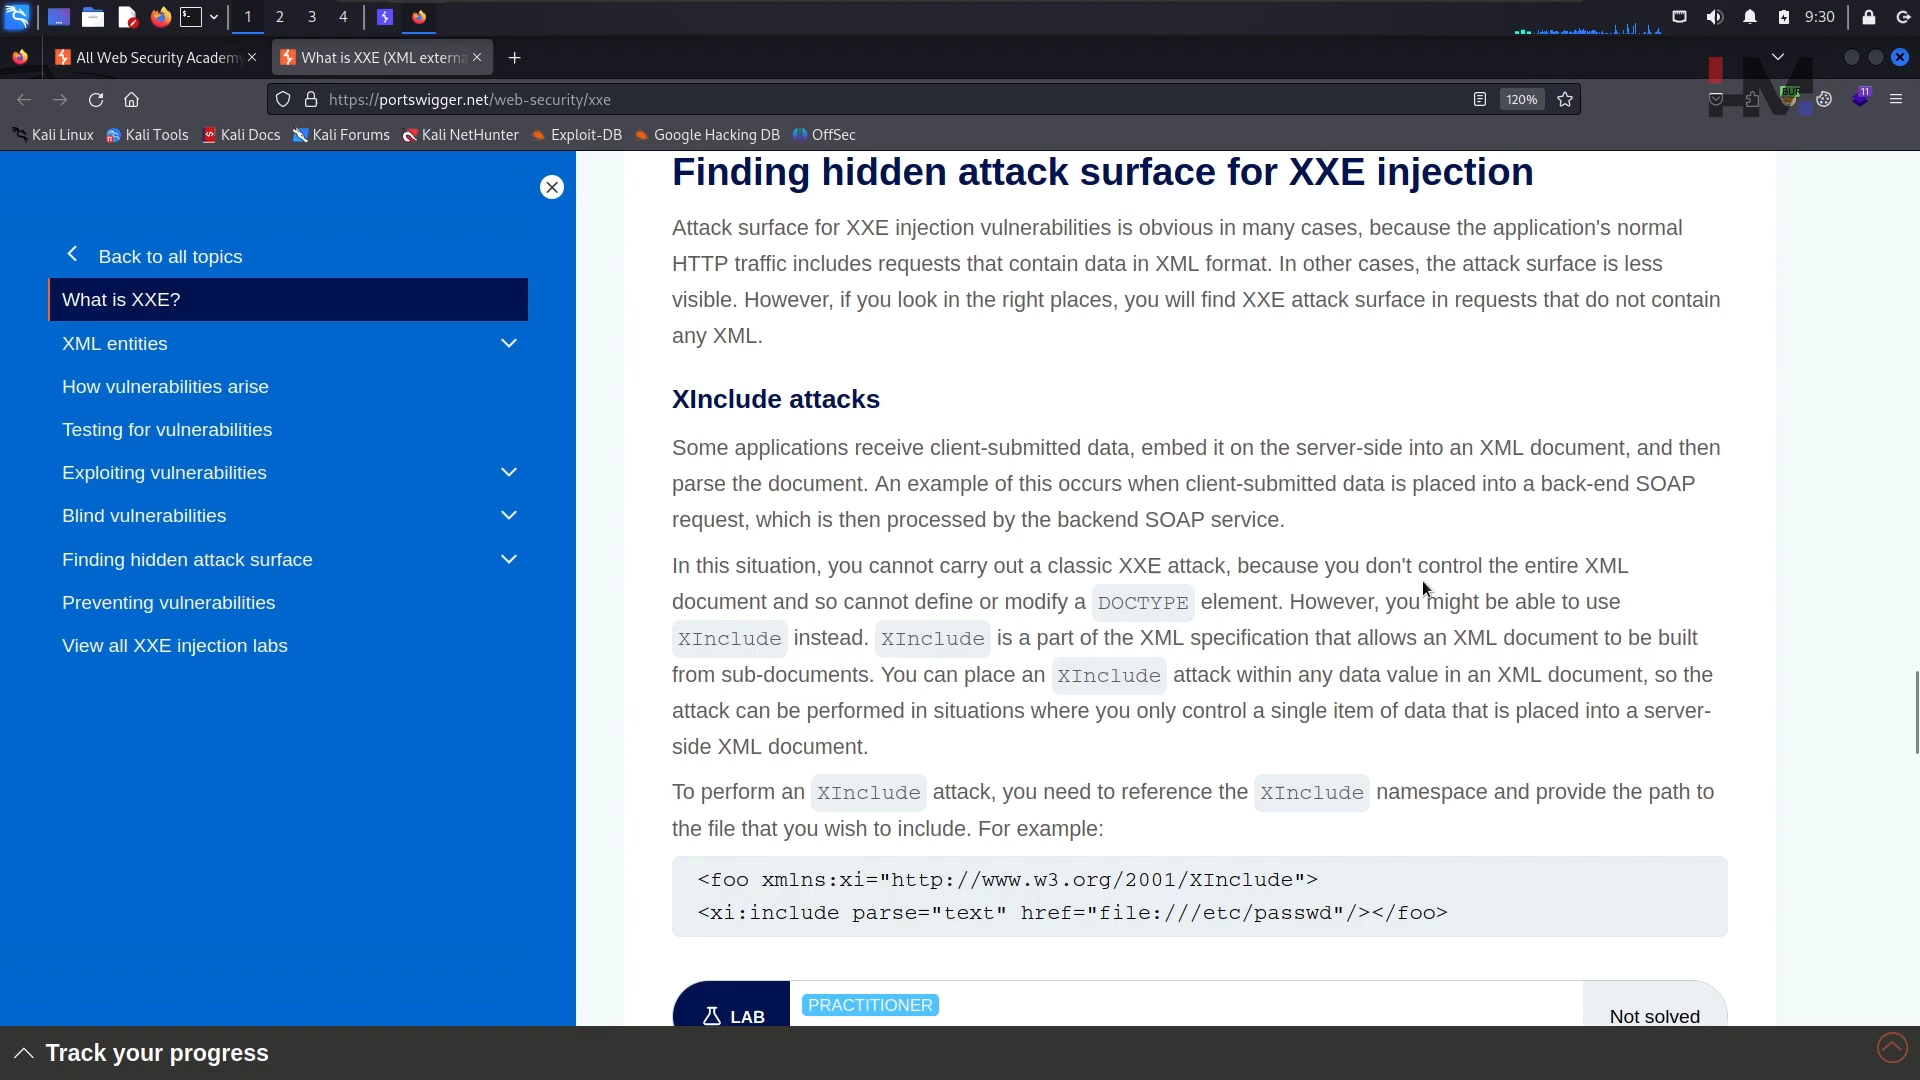 1 2 3 4 9:30
All Web Security Academy
What is XXE (XML externa
https://portswigger.net/web-security/xxe 120% BUR 11
HM
Kali Linux Kali Tools Kali Docs Kali Forums Kali NetHunter Exploit-DB Google Hacking DB OffSec
Back to all topics
What is XXE?
XML entities
How vulnerabilities arise
Testing for vulnerabilities
Exploiting vulnerabilities
Blind vulnerabilities
Finding hidden attack surface
Preventing vulnerabilities
View all XXE injection labs
Finding hidden attack surface for XXE injection
Attack surface for XXE injection vulnerabilities is obvious in many cases, because the application's normal
HTTP traffic includes requests that contain data in XML format. In other cases, the attack surface is less
visible. However, if you look in the right places, you will find XXE attack surface in requests that do not contain
any XML.
XInclude attacks
Some applications receive client-submitted data, embed it on the server-side into an XML document, and then
parse the document. An example of this occurs when client-submitted data is placed into a back-end SOAP
request, which is then processed by the backend SOAP service.
In this situation, you cannot carry out a classic XXE attack, because you don't control the entire XML
document and so cannot define or modify a DOCTYPE element. However, you might be able to use
XInclude instead. XInclude is a part of the XML specification that allows an XML document to be built
from sub-documents. You can place an XInclude attack within any data value in an XML document, so the
attack can be performed in situations where you only control a single item of data that is placed into a server-
side XML document.
To perform an XInclude attack, you need to reference the XInclude namespace and provide the path to
the file that you wish to include. For example:
<foo xmlns:xi="http://www.w3.org/2001/XInclude">
<xi:include parse="text" href="file:///etc/passwd"/></foo>
LAB
PRACTITIONER
Not solved
Track your progress